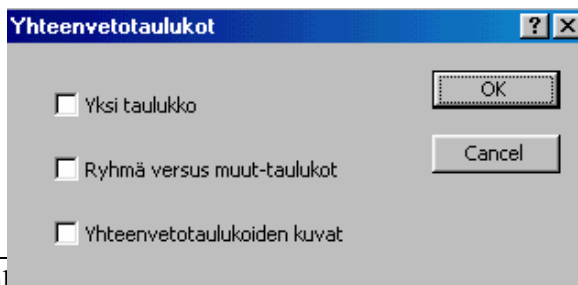 Yhteenvetotaulukot
Yksi taulukko
OK
Ryhmä versus muut-taulukot
Cancel
Yhteenvetotaulukoiden kuvat